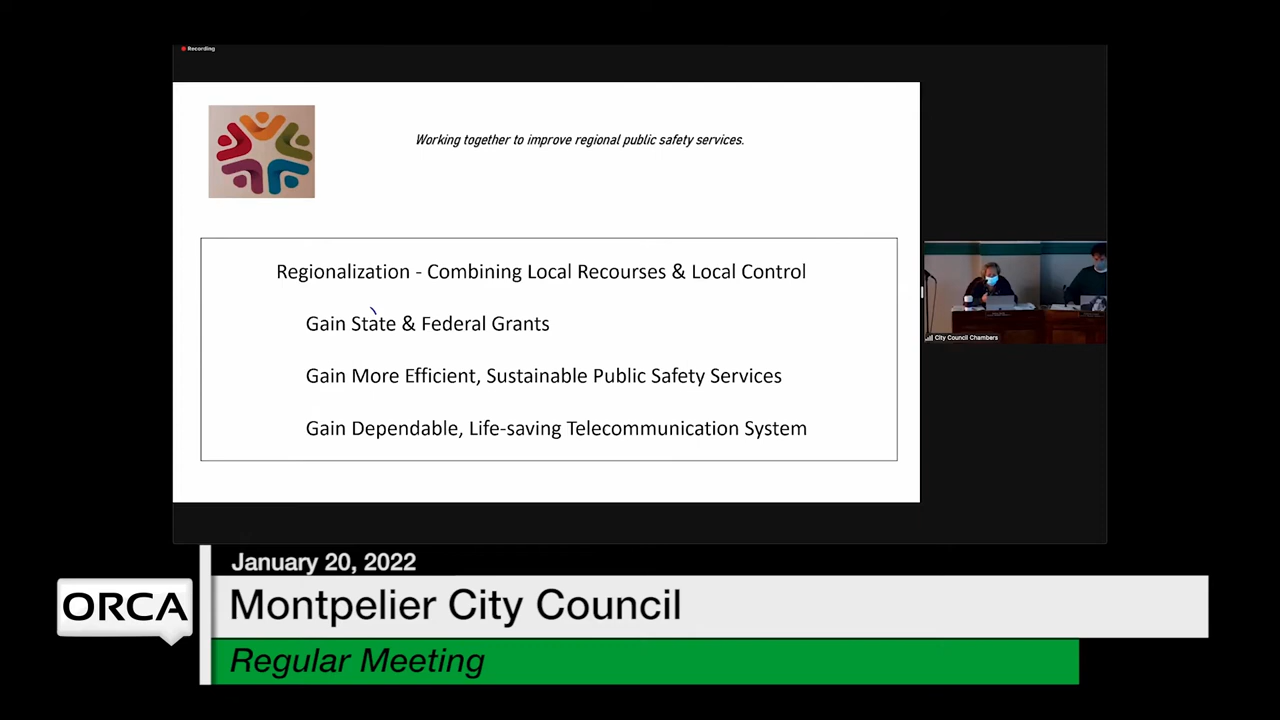 Recording
Working together to improve regional public safety services.
Regionalization - Combining Local Recourses & Local Control
Gain State & Federal Grants
Gain More Efficient, Sustainable Public Safety Services
Gain Dependable, Life-saving Telecommunication System
City Council Chambers
January 20, 2022
ORCA
Montpelier City Council
Regular Meeting